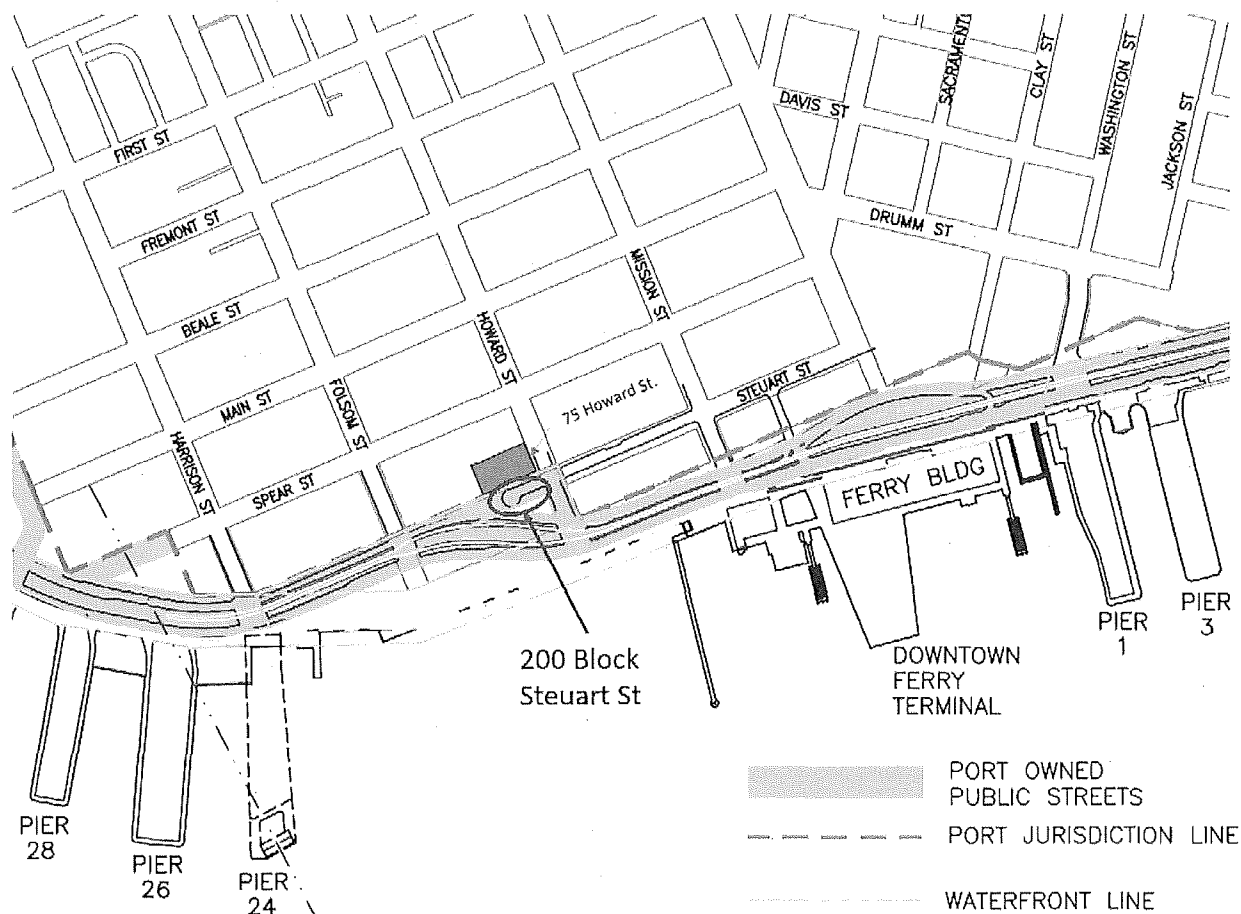 SACRAMENTO
CLAY ST
WASHINGTON ST
JACKSON ST
DAVIS ST
FIRST ST
FREMONT ST
DRUMM ST
BEALE ST
MISSION ST
HOWARD ST
MAIN ST
FOLSOM ST
75 Howard St.
STEUART ST
HARRISON ST
SPEAR ST
FERRY BLDG
200 Block
Steuart St
DOWNTOWN
FERRY
TERMINAL
PIER
1
PIER
3
PIER
28
PIER
26
PIER
24
PORT OWNED
PUBLIC STREETS
PORT JURISDICTION LINE
WATERFRONT LINE